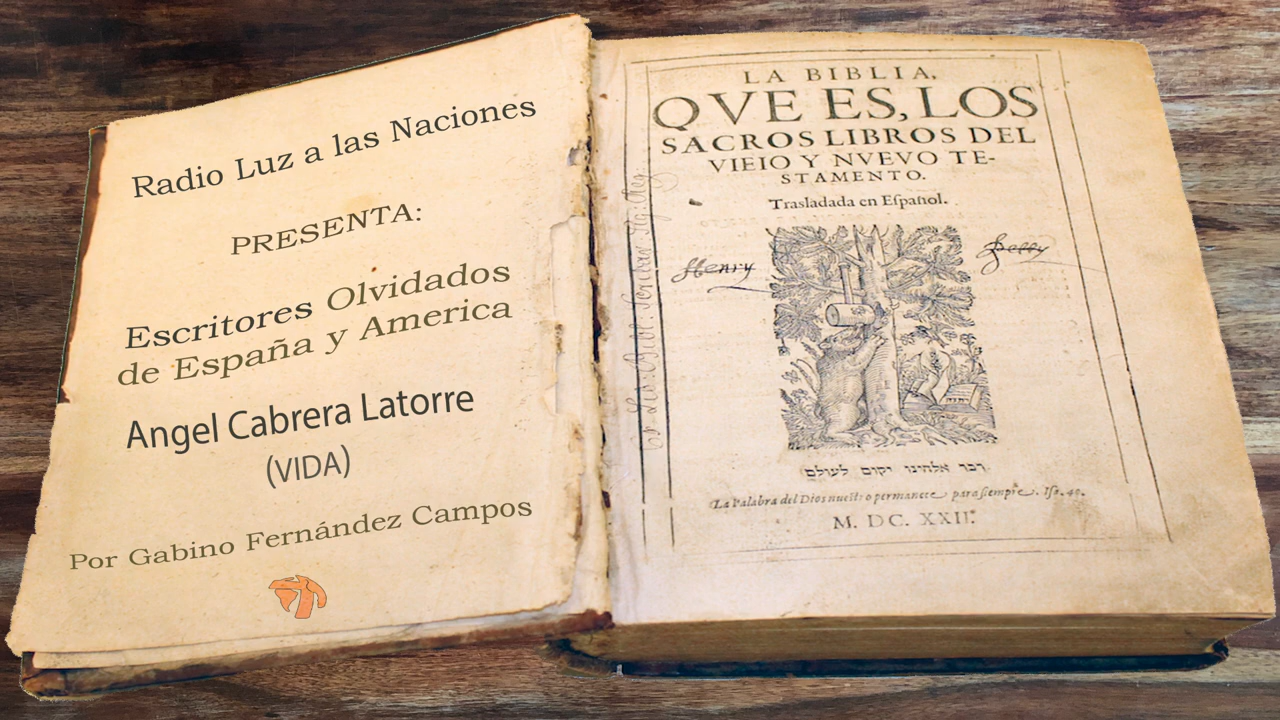 Radio Luz a las Naciones
PRESENTA:
Escritores Olvidados
de España y America
Angel Cabrera Latorre
(VIDA)
Por Gabino Fernández Campos
LA BIBLIA,
QVE ES, LOS
SACROS LIBROS DEL
VIEIO Y NVEVO TE-
STAMENTO.
Trasladada en Eſpañol.
Henry
דבר אלהינו יקום לעולם
La Palabra del Dios nueſtro permanece para ſiempre. Iſa. 40.
M. DC. XXII.